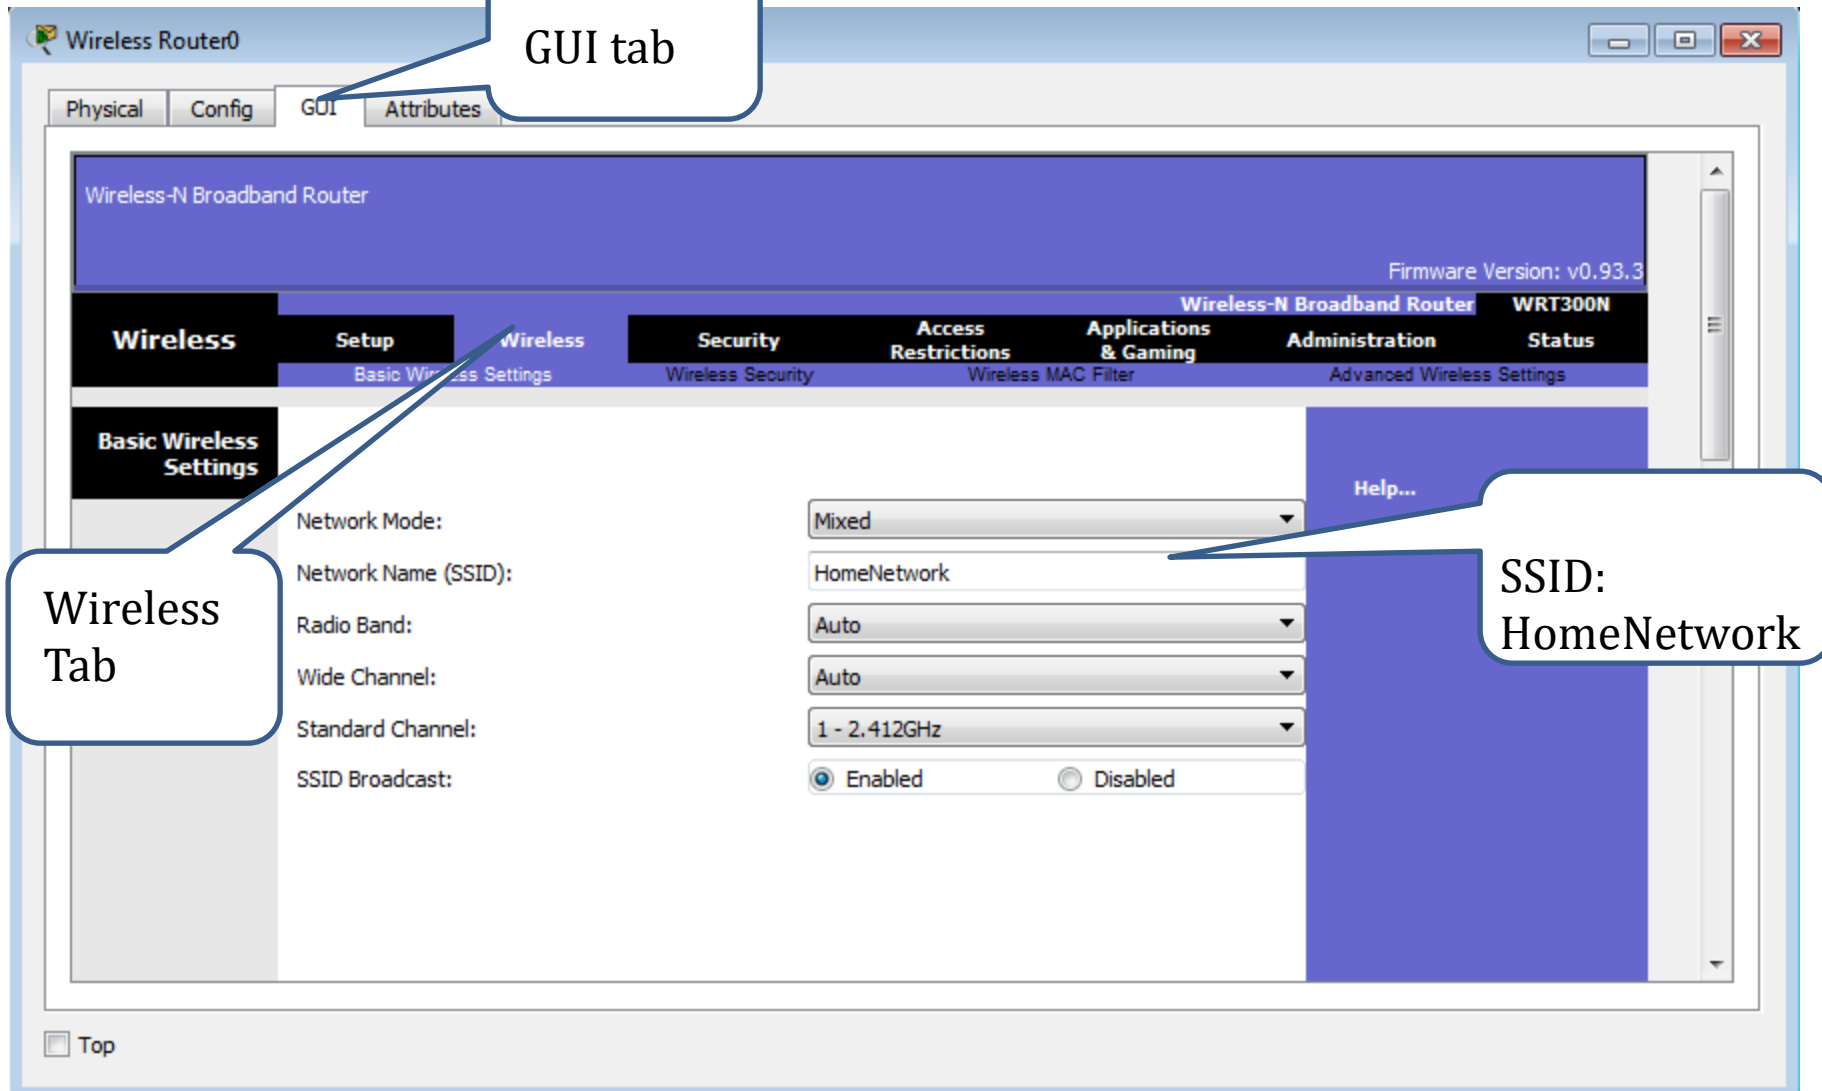 Wireless Router0
GUI tab
Physical Config GUI Attributes
Wireless-N Broadband Router
Firmware Version: v0.93.3
Wireless-N Broadband Router WRT300N
Wireless Setup Wireless Security Access Restrictions Applications & Gaming Administration Status
Basic Wireless Settings Wireless Security Wireless MAC Filter Advanced Wireless Settings
Basic Wireless
Settings
Help...
Network Mode: Mixed
Network Name (SSID): HomeNetwork
Radio Band: Auto
Wide Channel: Auto
Standard Channel: 1 - 2.412GHz
SSID Broadcast: Enabled Disabled
Wireless
Tab
SSID:
HomeNetwork
Top